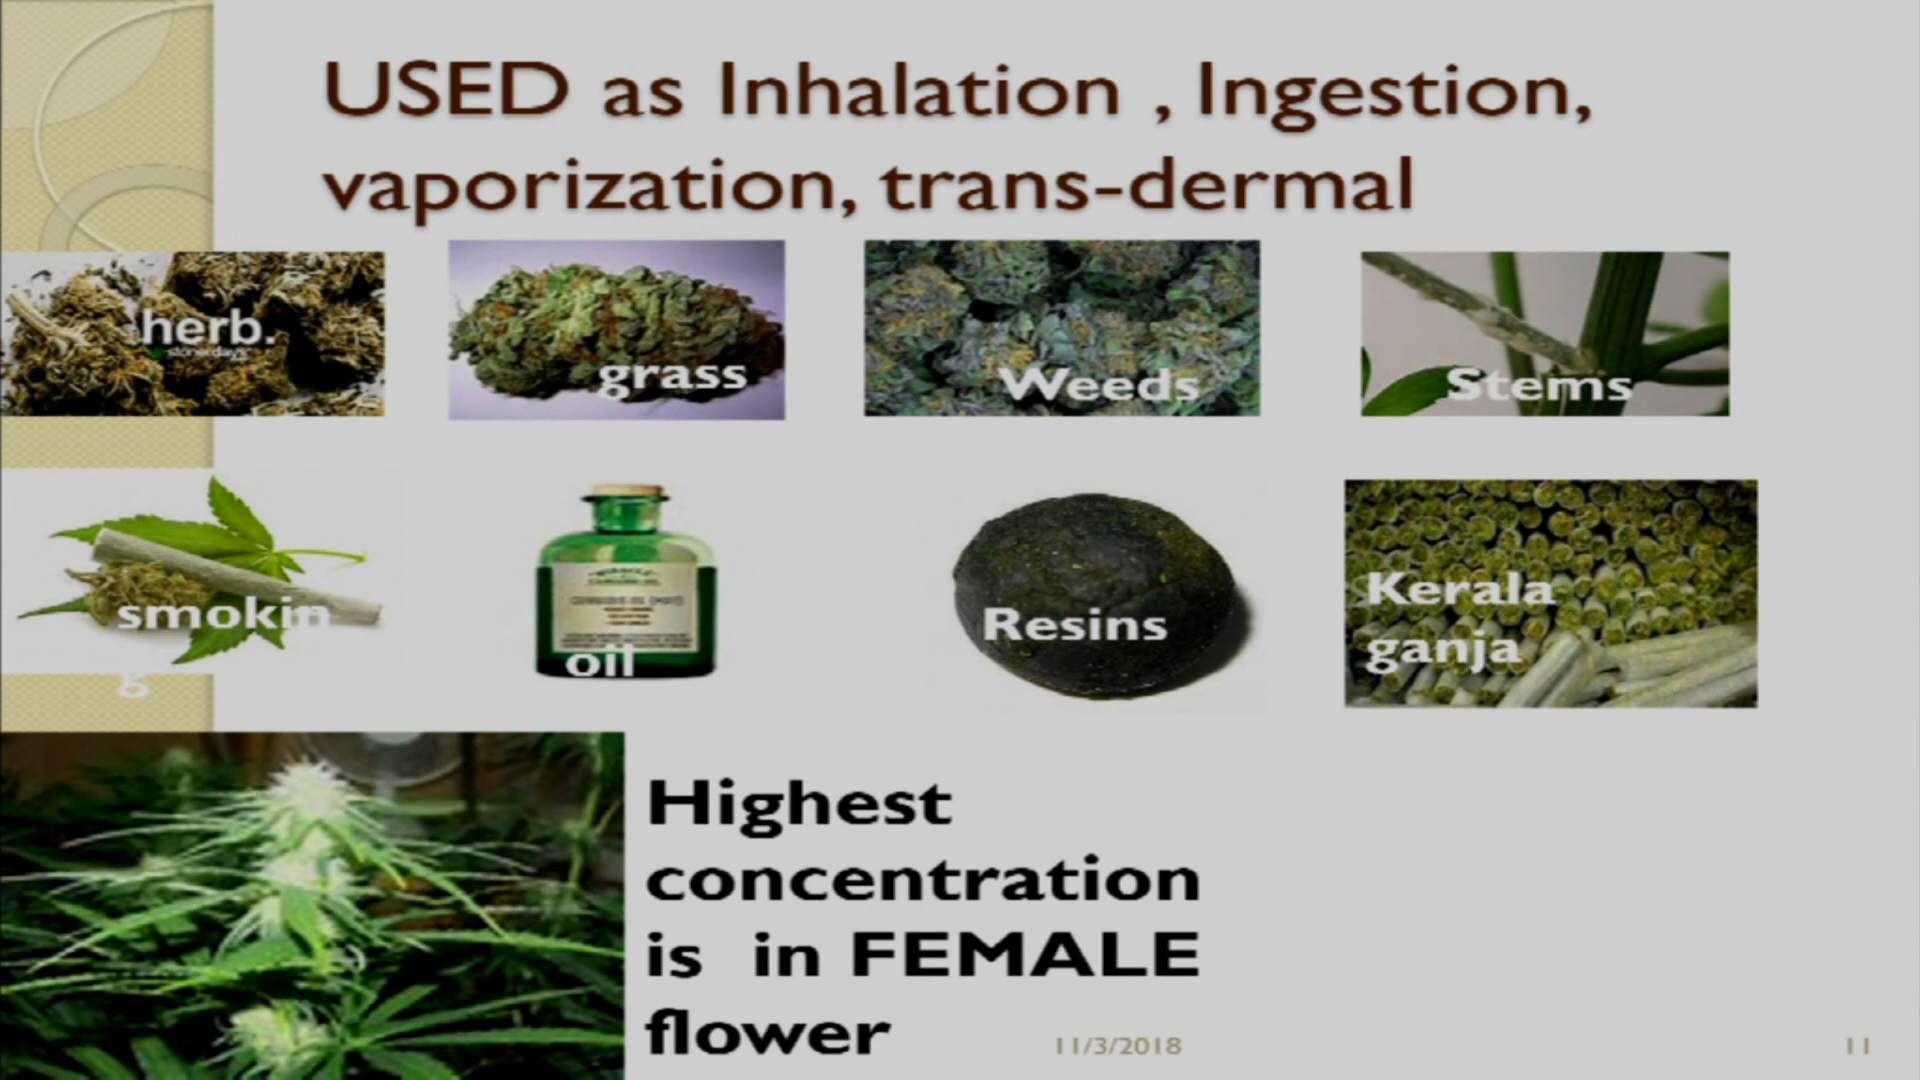 USED as Inhalation , Ingestion,
vaporization, trans-dermal
herb.
stonerdays
grass
Weeds
Stems
smokin
g
oil
Resins
Kerala
ganja
Highest
concentration
is in FEMALE
flower
11/3/2018
11